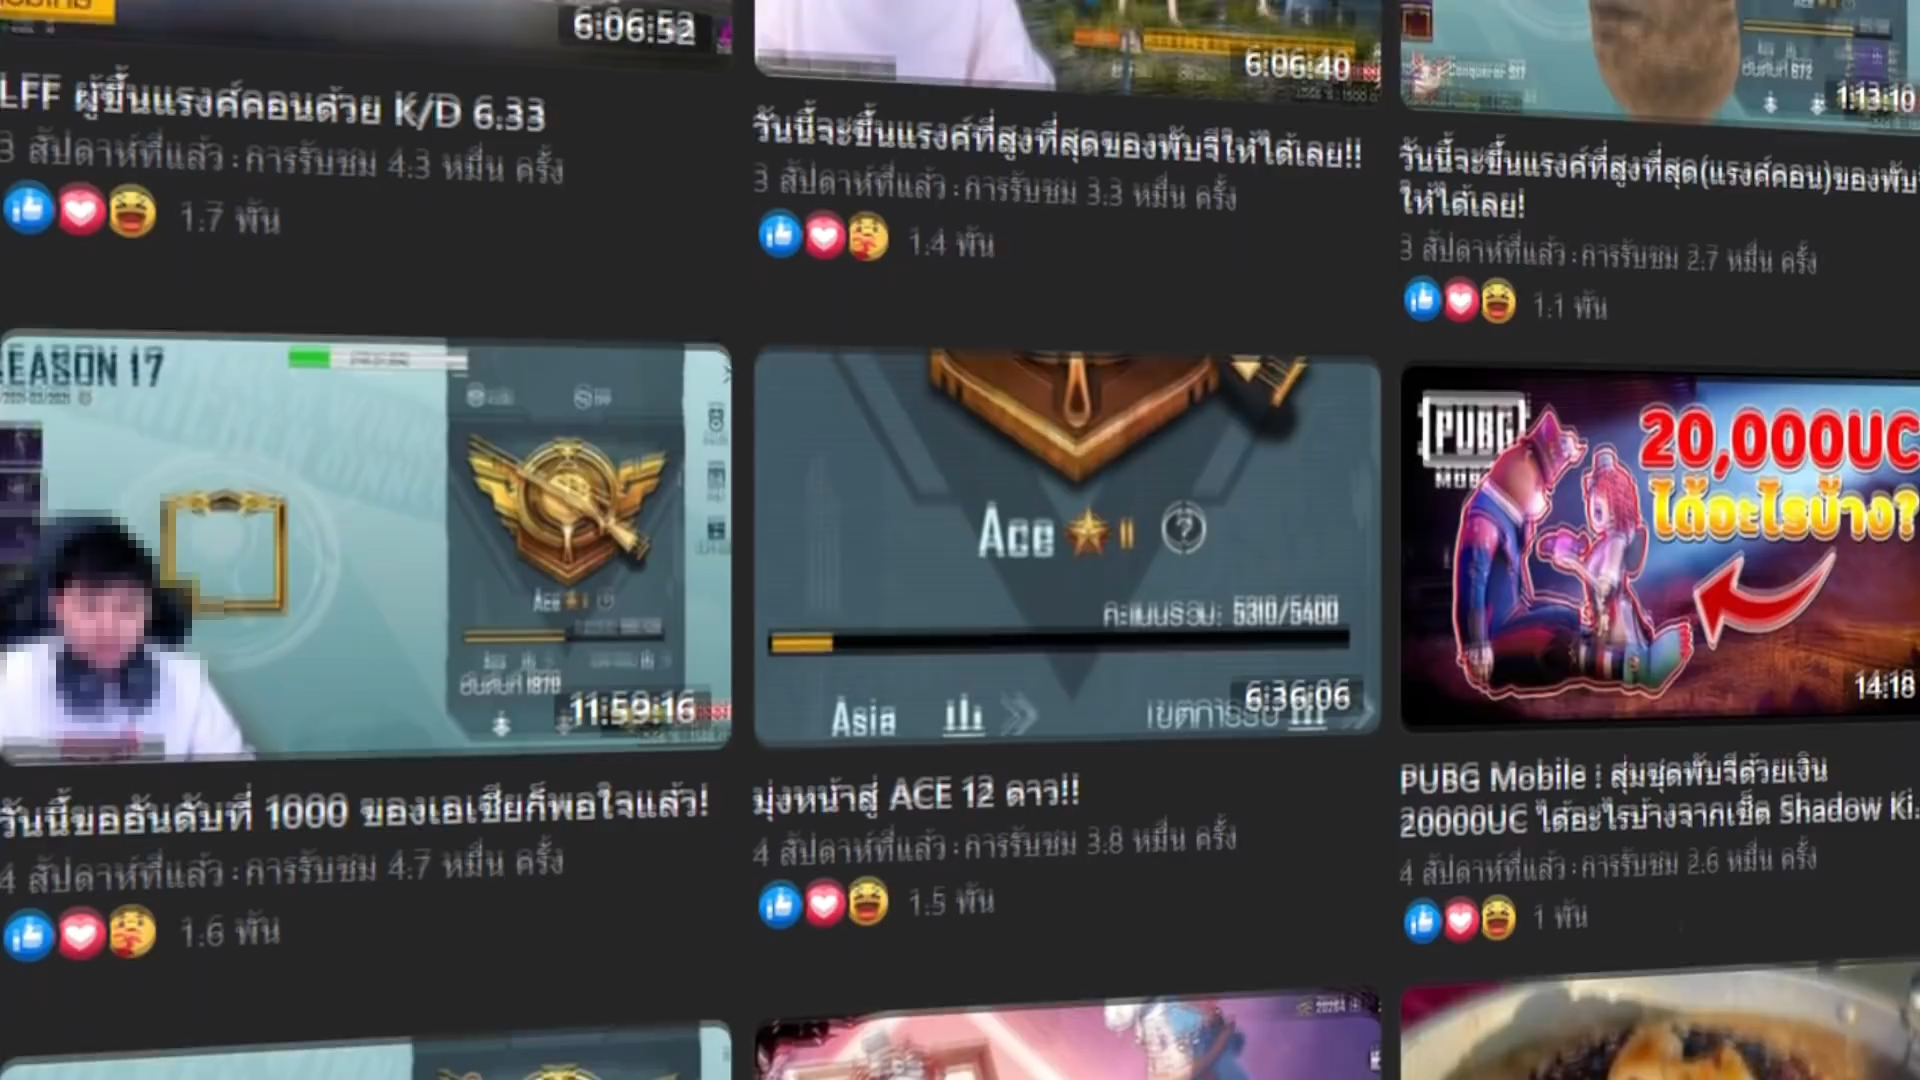 6:06:52
6:06:40
Conqueror S17
อันดับที่ 672
1:13:10
LFF ผู้ขึ้นแรงค์คอนด้วย K/D 6.33
3 สัปดาห์ที่แล้ว · การรับชม 4.3 หมื่น ครั้ง
1.7 พัน
วันนี้จะขึ้นแรงค์ที่สูงที่สุดของพับจีให้ได้เลย!!
3 สัปดาห์ที่แล้ว · การรับชม 3.3 หมื่น ครั้ง
1.4 พัน
วันนี้จะขึ้นแรงค์ที่สูงที่สุด(แรงค์คอน)ของพับ
ให้ได้เลย!
3 สัปดาห์ที่แล้ว · การรับชม 2.7 หมื่น ครั้ง
1.1 พัน
EASON 17
Ace
อันดับที่ 1870
11:59:16
Ace II
คะแนนรวม: 5310/5400
Asia
6:36:06
PUBG
MOB
20,000UC
ได้อะไรบ้าง?
14:18
วันนี้ขออันดับที่ 1000 ของเอเชียก็พอใจแล้ว!
4 สัปดาห์ที่แล้ว · การรับชม 4.7 หมื่น ครั้ง
1.6 พัน
มุ่งหน้าสู่ ACE 12 ดาว!!
4 สัปดาห์ที่แล้ว · การรับชม 3.8 หมื่น ครั้ง
1.5 พัน
PUBG Mobile : สุ่มชุดพับจีด้วยเงิน
20000UC ได้อะไรบ้างจากเซ็ต Shadow Ki..
4 สัปดาห์ที่แล้ว · การรับชม 2.6 หมื่น ครั้ง
1 พัน